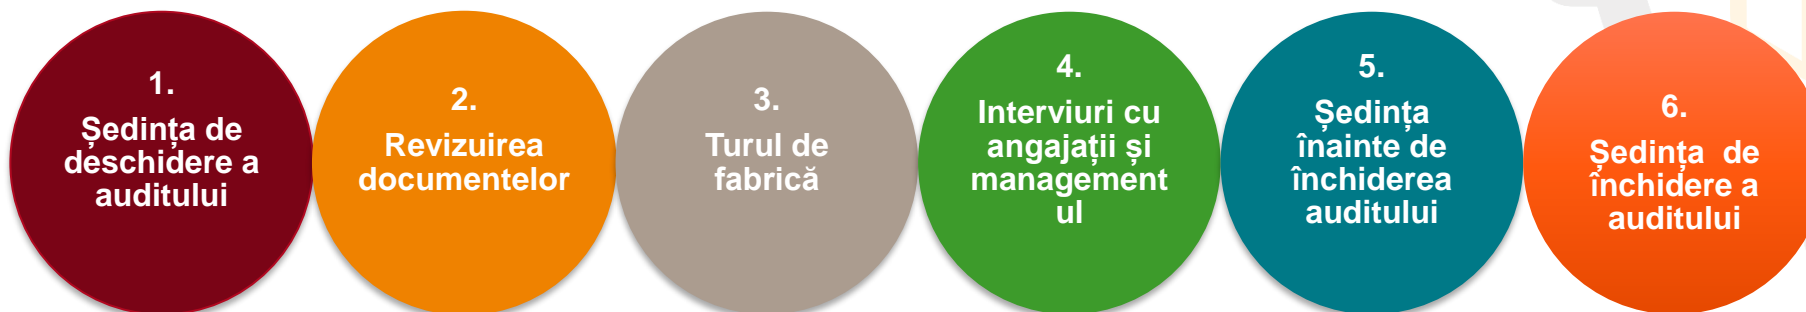 1.
Ședința de
deschidere a
auditului
2.
Revizuirea
documentelor
3.
Turul de
fabrică
4.
Interviuri cu
angajații și
management
ul
5.
Ședința
înainte de
închiderea
auditului
6.
Ședința  de
închidere a
auditului